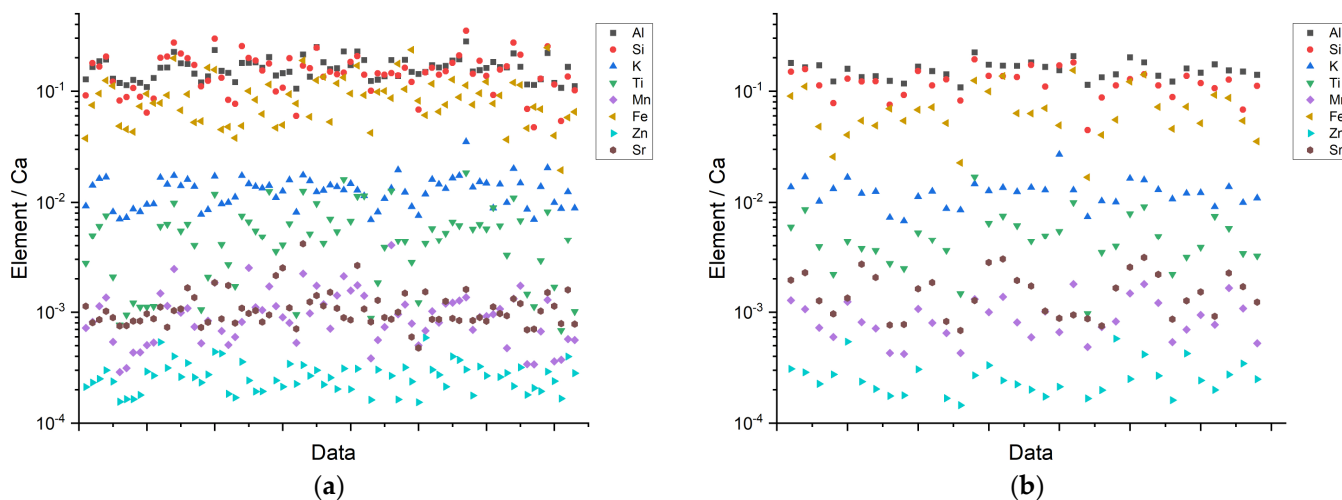 Element / Ca
10⁻¹
10⁻²
10⁻³
10⁻⁴
Data
Al
Si
K
Ti
Mn
Fe
Zn
Sr
(a)
Element / Ca
10⁻¹
10⁻²
10⁻³
10⁻⁴
Data
Al
Si
K
Ti
Mn
Fe
Zn
Sr
(b)